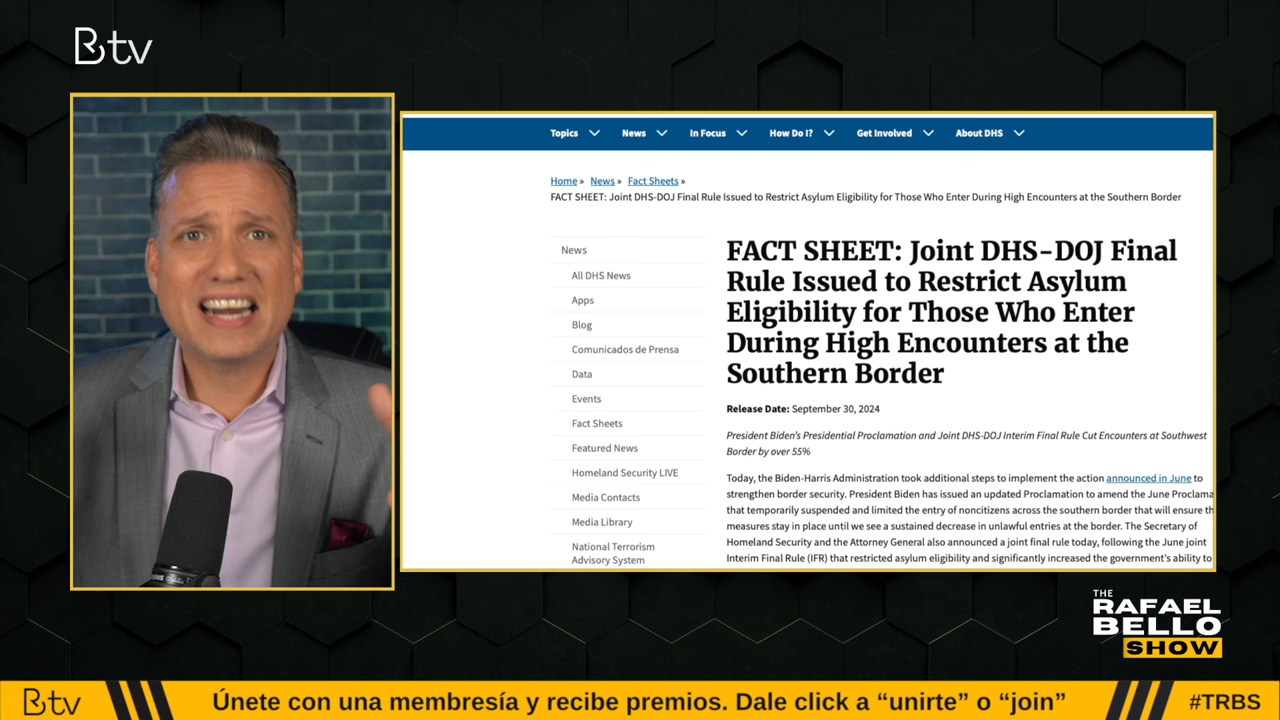 Btv
Topics News In Focus How Do I? Get Involved About DHS
Home » News » Fact Sheets »
FACT SHEET: Joint DHS-DOJ Final Rule Issued to Restrict Asylum Eligibility for Those Who Enter During High Encounters at the Southern Border
News
All DHS News
Apps
Blog
Comunicados de Prensa
Data
Events
Fact Sheets
Featured News
Homeland Security LIVE
Media Contacts
Media Library
National Terrorism
Advisory System
FACT SHEET: Joint DHS-DOJ Final
Rule Issued to Restrict Asylum
Eligibility for Those Who Enter
During High Encounters at the
Southern Border
Release Date: September 30, 2024
President Biden's Presidential Proclamation and Joint DHS-DOJ Interim Final Rule Cut Encounters at Southwest
Border by over 55%
Today, the Biden-Harris Administration took additional steps to implement the action announced in June to
strengthen border security. President Biden has issued an updated Proclamation to amend the June Proclama
that temporarily suspended and limited the entry of noncitizens across the southern border that will ensure th
measures stay in place until we see a sustained decrease in unlawful entries at the border. The Secretary of
Homeland Security and the Attorney General also announced a joint final rule today, following the June joint
Interim Final Rule (IFR) that restricted asylum eligibility and significantly increased the government's ability to
THE
RAFAEL
BELLO
SHOW
Btv Únete con una membresía y recibe premios. Dale click a “unirte” o “join” #TRBS